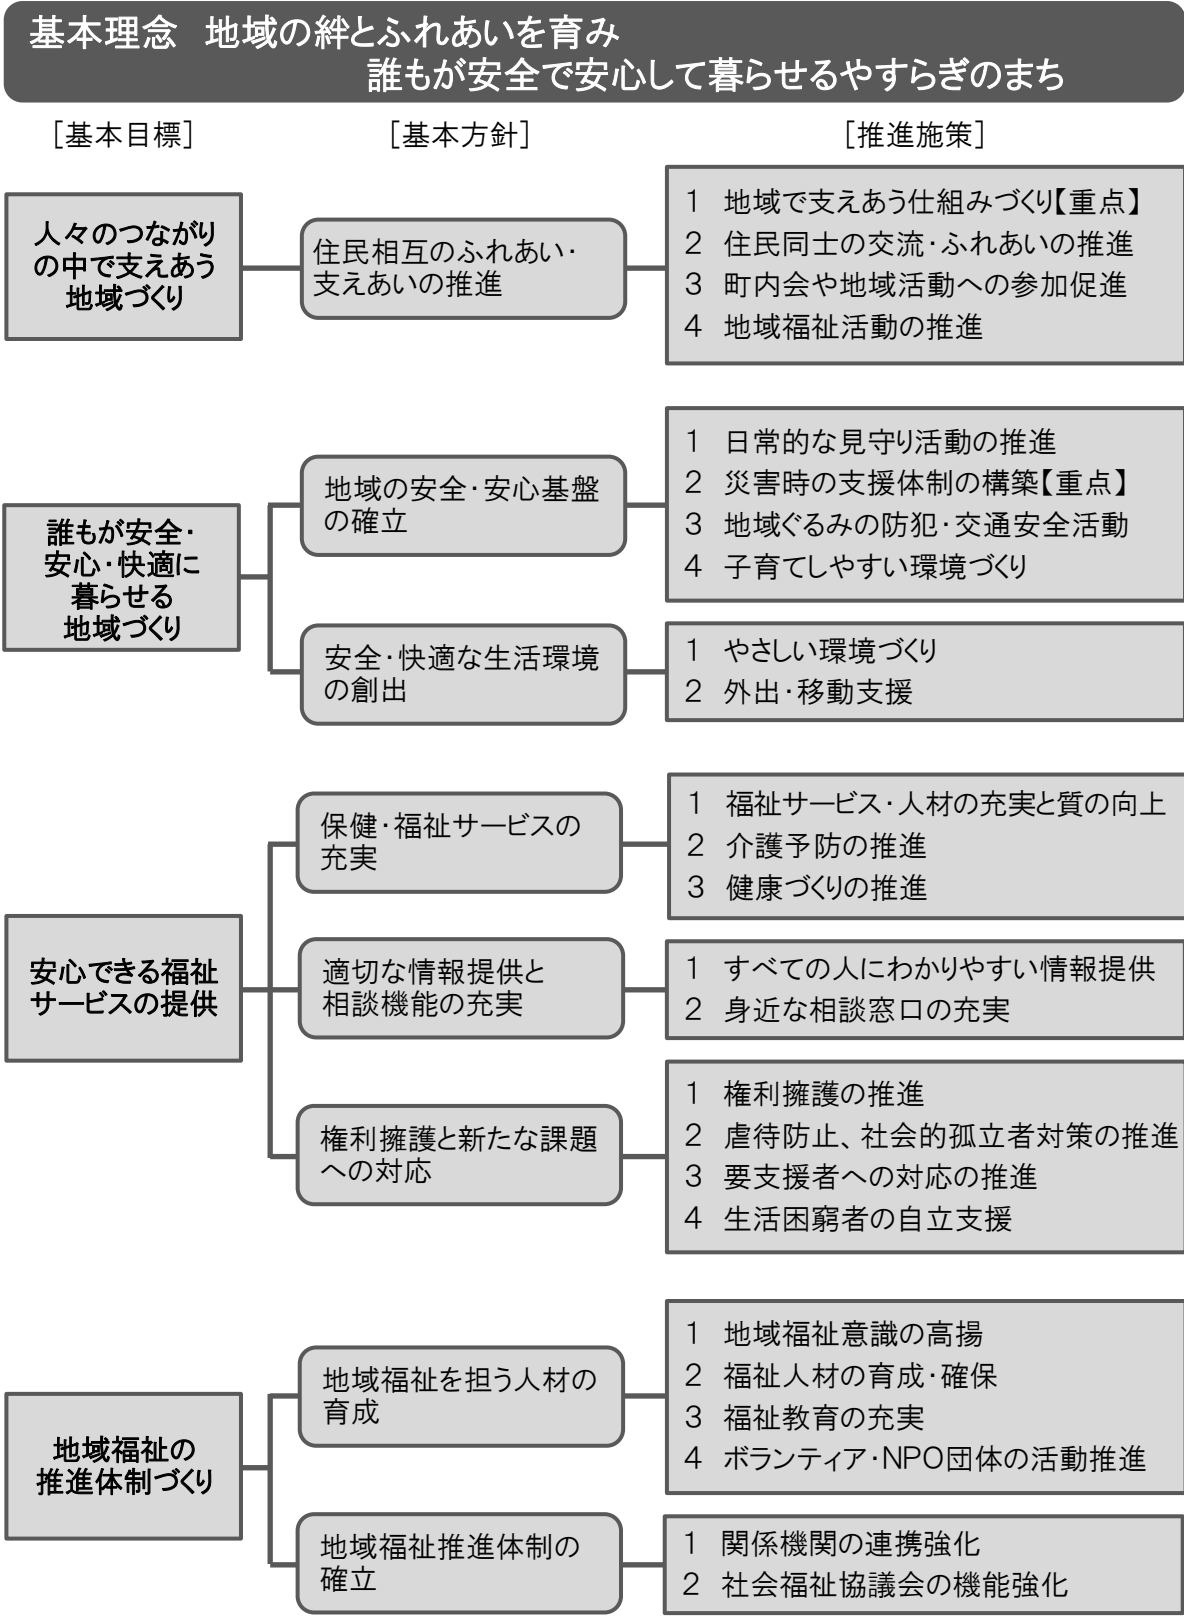 基本理念　地域の絆とふれあいを育み
誰もが安全で安心して暮らせるやすらぎのまち
［基本目標］
［基本方針］
［推進施策］
人々のつながり
の中で支えあう
地域づくり
住民相互のふれあい・
支えあいの推進
1　地域で支えあう仕組みづくり【重点】
2　住民同士の交流・ふれあいの推進
3　町内会や地域活動への参加促進
4　地域福祉活動の推進
誰もが安全・
安心・快適に
暮らせる
地域づくり
地域の安全・安心基盤
の確立
1　日常的な見守り活動の推進
2　災害時の支援体制の構築【重点】
3　地域ぐるみの防犯・交通安全活動
4　子育てしやすい環境づくり
安全・快適な生活環境
の創出
1　やさしい環境づくり
2　外出・移動支援
安心できる福祉
サービスの提供
保健・福祉サービスの
充実
1　福祉サービス・人材の充実と質の向上
2　介護予防の推進
3　健康づくりの推進
適切な情報提供と
相談機能の充実
1　すべての人にわかりやすい情報提供
2　身近な相談窓口の充実
権利擁護と新たな課題
への対応
1　権利擁護の推進
2　虐待防止、社会的孤立者対策の推進
3　要支援者への対応の推進
4　生活困窮者の自立支援
地域福祉の
推進体制づくり
地域福祉を担う人材の
育成
1　地域福祉意識の高揚
2　福祉人材の育成・確保
3　福祉教育の充実
4　ボランティア・NPO団体の活動推進
地域福祉推進体制の
確立
1　関係機関の連携強化
2　社会福祉協議会の機能強化